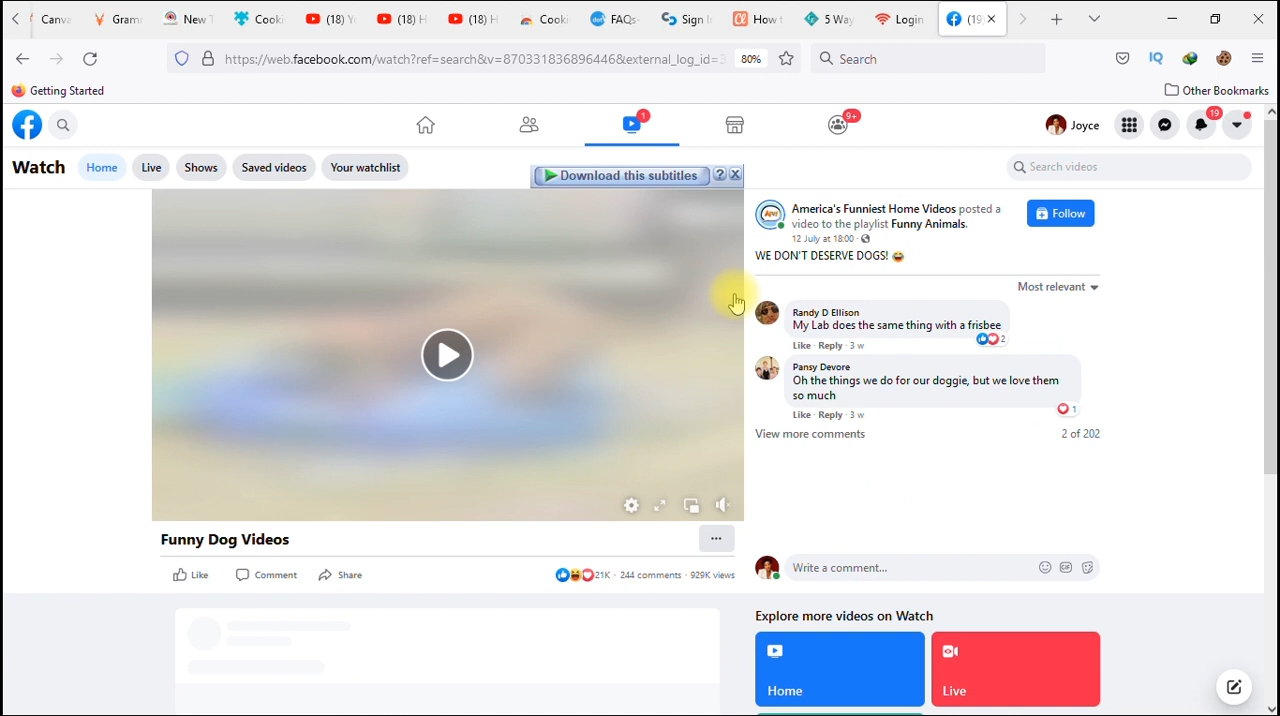 Canva
Gram
New T
Cooki
(18) Y
(18) H
(18) H
Cooki
FAQs-
Sign I
How t
5 Way
Login
(19
https://web.facebook.com/watch?ref=search&v=870331836896446&external_log_id=3
80%
Search
IQ
Getting Started
Other Bookmarks
1
9+
Joyce
19
Watch
Home
Live
Shows
Saved videos
Your watchlist
Search videos
Download this subtitles ? X
America's Funniest Home Videos posted a
video to the playlist Funny Animals.
12 July at 18:00 ·
WE DON'T DESERVE DOGS!
Follow
Most relevant
Randy D Ellison
My Lab does the same thing with a frisbee
2
Like · Reply · 3 w
Pansy Devore
Oh the things we do for our doggie, but we love them
so much
1
Like · Reply · 3 w
View more comments
2 of 202
Funny Dog Videos
...
Like
Comment
Share
21K · 244 comments · 929K views
Write a comment...
GIF
Explore more videos on Watch
Home
Live